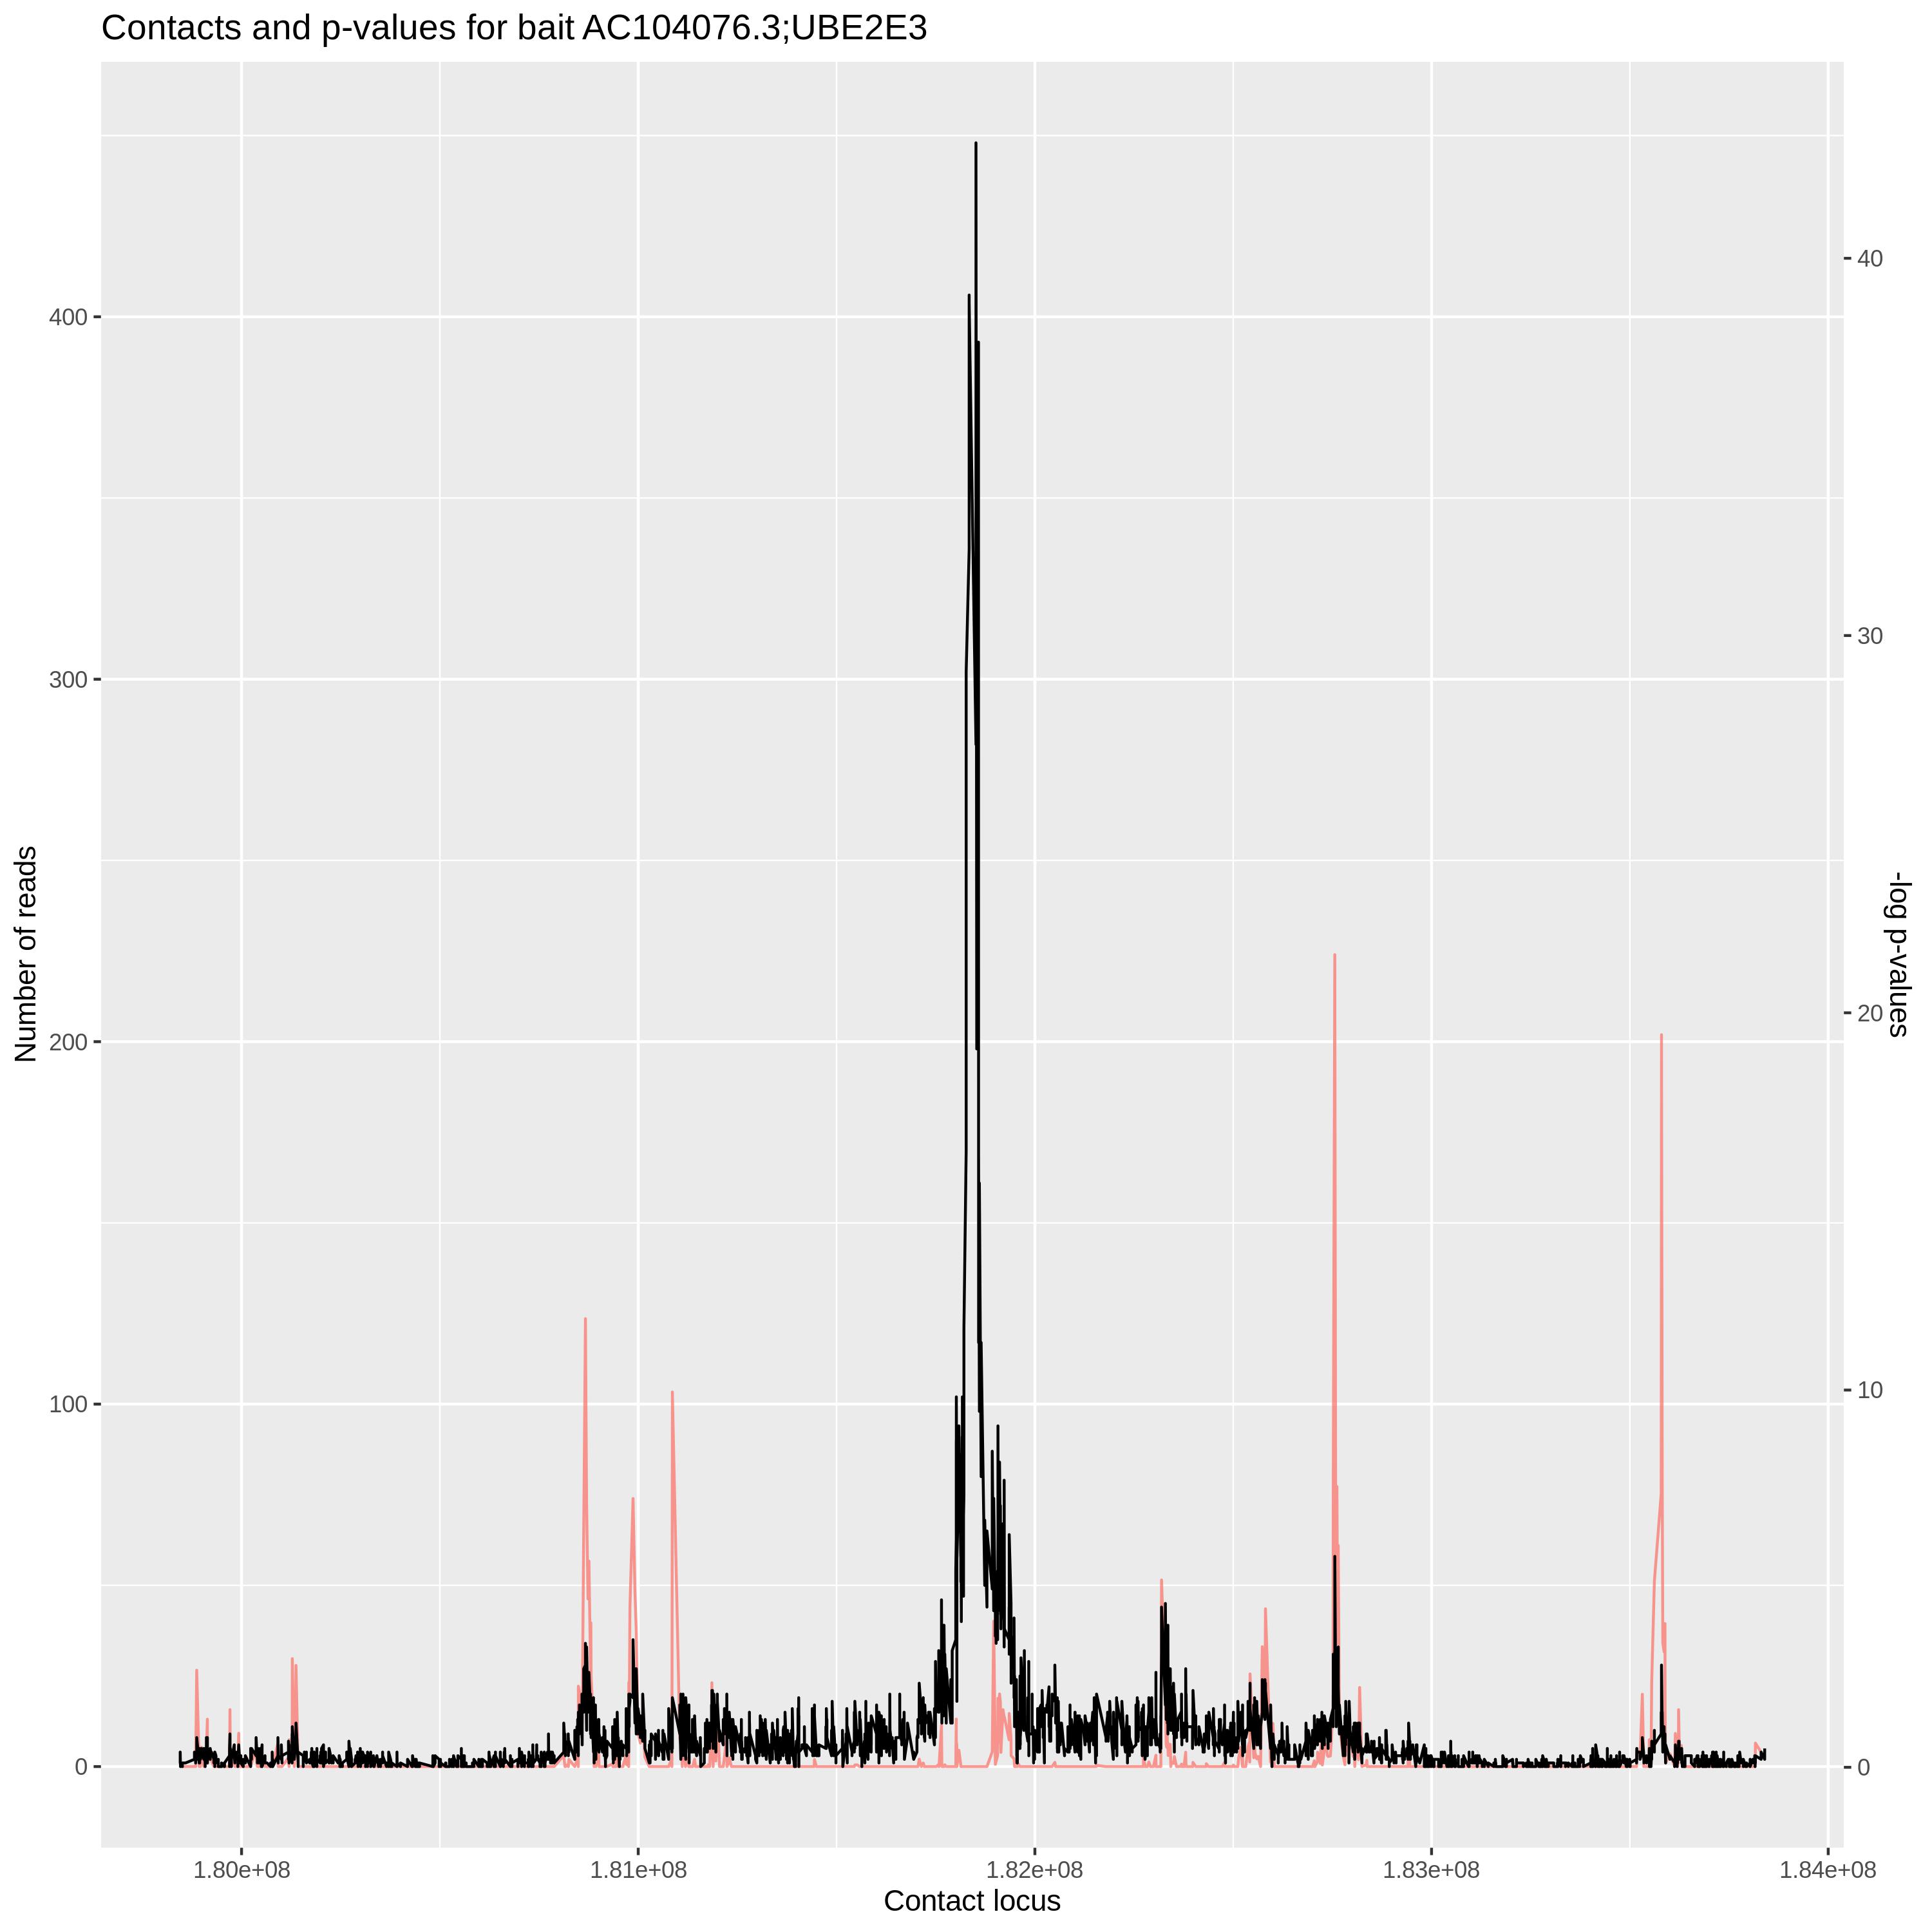 Contacts and p-values for bait AC104076.3;UBE2E3
Number of reads
400
300
200
100
0
40
30
20
10
0
-log p-values
1.80e+08 1.81e+08 1.82e+08 1.83e+08 1.84e+08
Contact locus